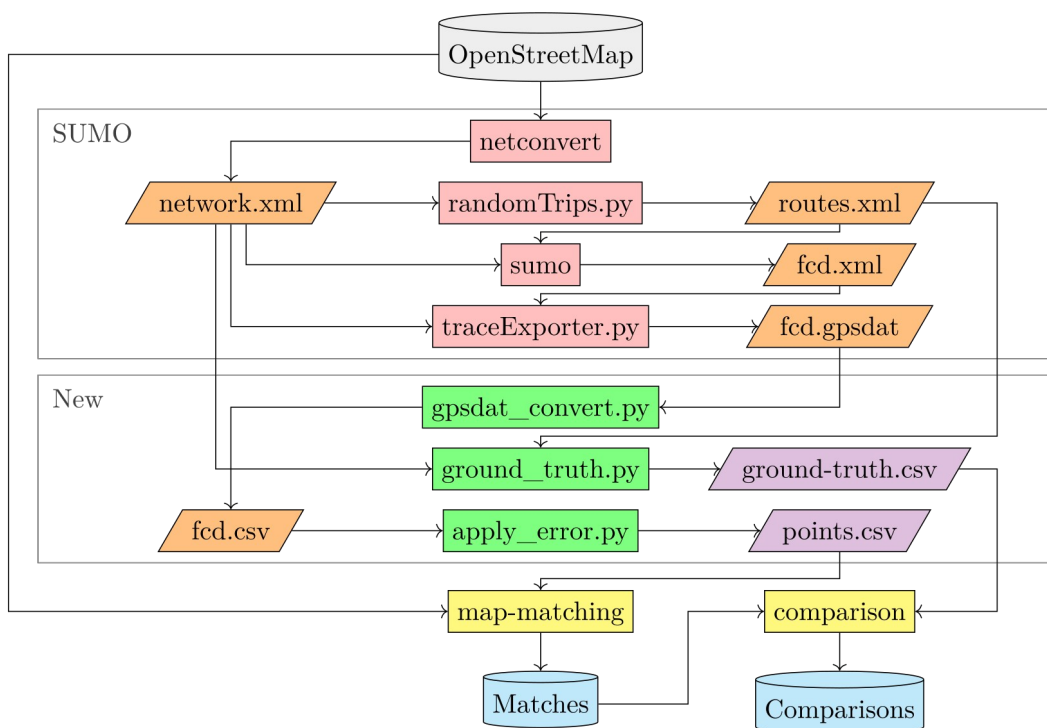 OpenStreetMap
SUMO
netconvert
network.xml
randomTrips.py
routes.xml
sumo
fcd.xml
traceExporter.py
fcd.gpsdat
New
gpsdat_convert.py
ground_truth.py
ground-truth.csv
fcd.csv
apply_error.py
points.csv
map-matching
comparison
Matches
Comparisons